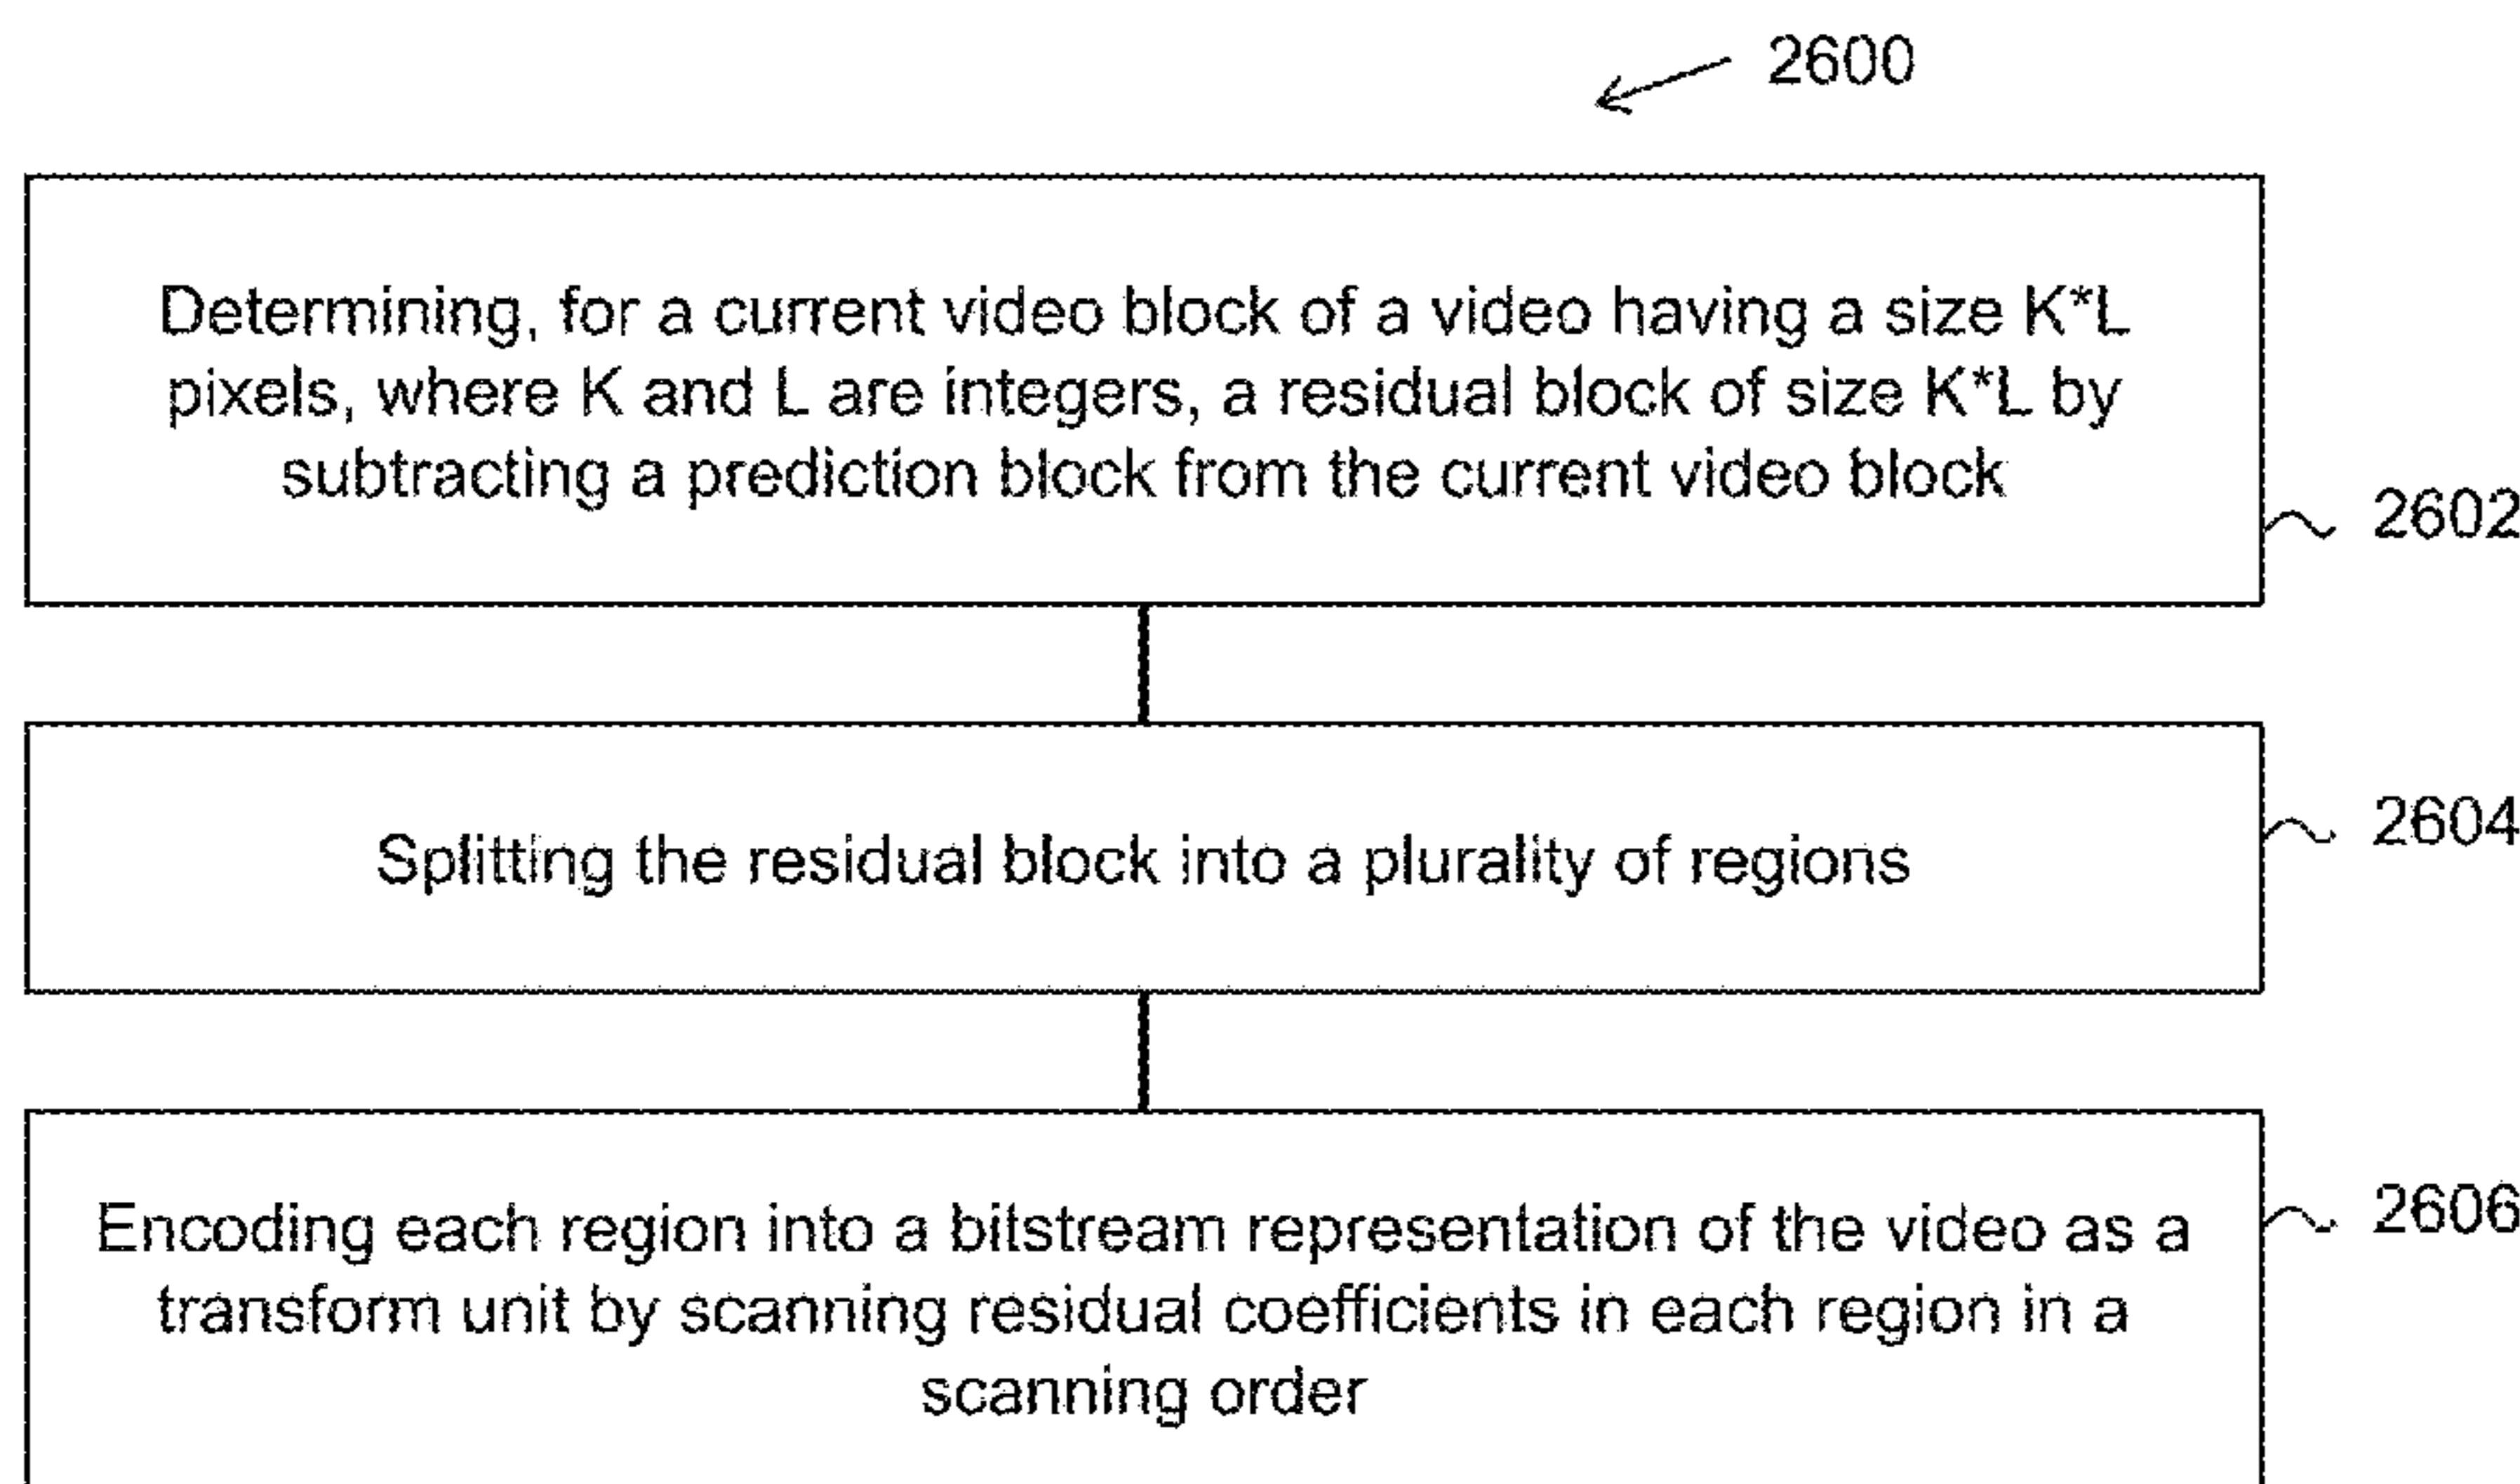 2600
Determining, for a current video block of a video having a size K*L
pixels, where K and L are integers, a residual block of size K*L by
subtracting a prediction block from the current video block
2602
Splitting the residual block into a plurality of regions
2604
Encoding each region into a bitstream representation of the video as a
transform unit by scanning residual coefficients in each region in a
scanning order
2606